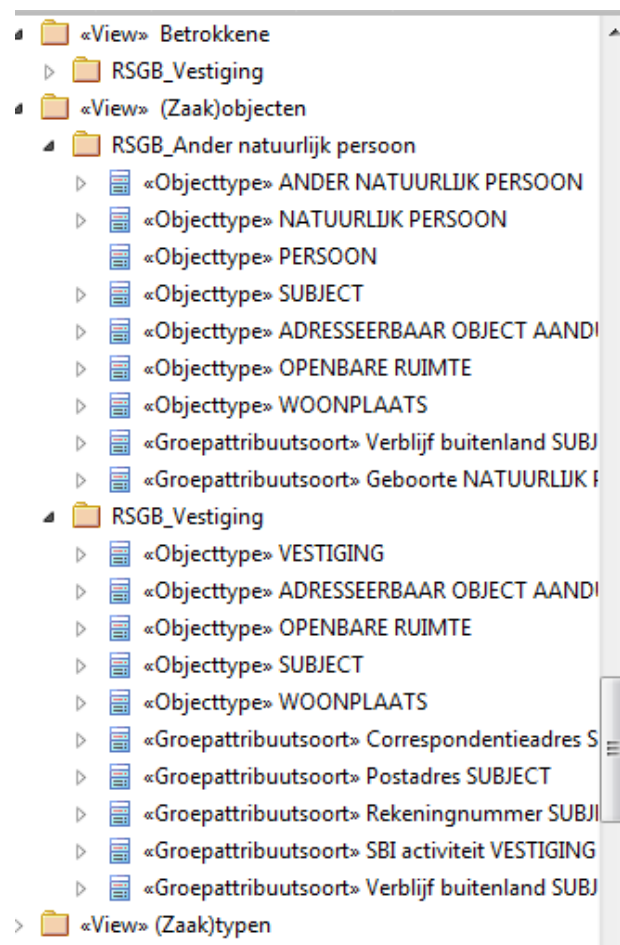 «View» Betrokkene
RSGB_Vestiging
«View» (Zaak)objecten
RSGB_Ander natuurlijk persoon
«Objecttype» ANDER NATUURLIJK PERSOON
«Objecttype» NATUURLIJK PERSOON
«Objecttype» PERSOON
«Objecttype» SUBJECT
«Objecttype» ADRESSEERBAAR OBJECT AAND
«Objecttype» OPENBARE RUIMTE
«Objecttype» WOONPLAATS
«Groepattribuutsoort» Verblijf buitenland SUBJ
«Groepattribuutsoort» Geboorte NATUURLIJK
RSGB_Vestiging
«Objecttype» VESTIGING
«Objecttype» ADRESSEERBAAR OBJECT AAND
«Objecttype» OPENBARE RUIMTE
«Objecttype» SUBJECT
«Objecttype» WOONPLAATS
«Groepattribuutsoort» Correspondentieadres S
«Groepattribuutsoort» Postadres SUBJECT
«Groepattribuutsoort» Rekeningnummer SUBJ
«Groepattribuutsoort» SBI activiteit VESTIGING
«Groepattribuutsoort» Verblijf buitenland SUBJ
«View» (Zaak)typen